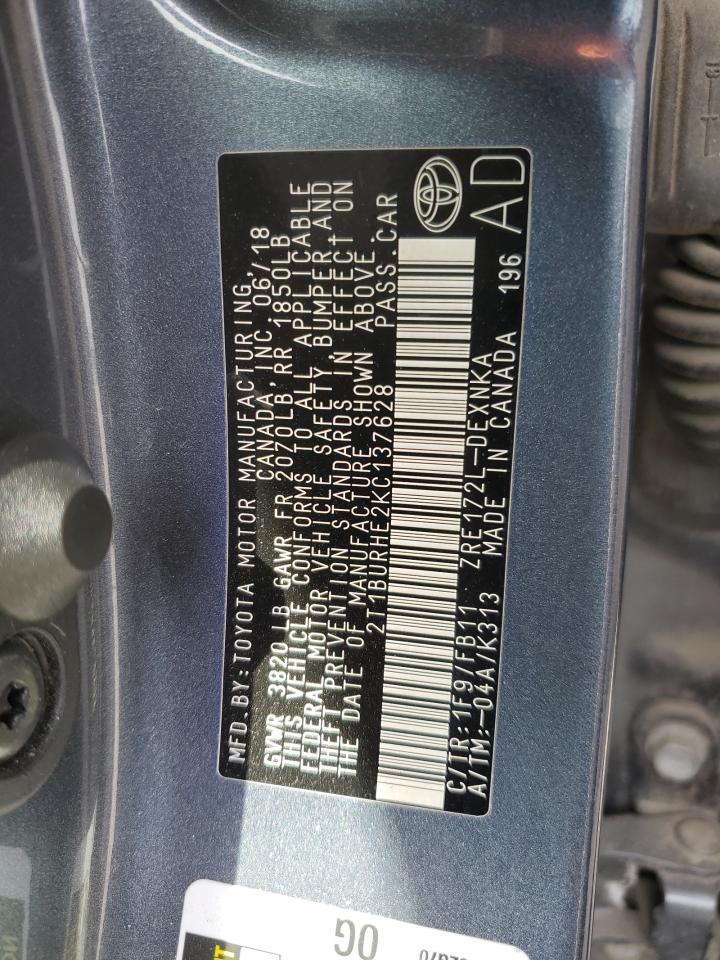 MFD.BY:TOYOTA MOTOR MANUFACTURING,
CANADA, INC. 06/18
GVWR 3820 LB GAWR FR 2070LB RR 1850LB
THIS VEHICLE CONFORMS TO ALL APPLICABLE
FEDERAL MOTOR VEHICLE SAFETY, BUMPER, AND
THEFT PREVENTION STANDARDS IN EFFECT ON
THE DATE OF MANUFACTURE SHOWN ABOVE.
2T1BURHE2KC137628 PASS.CAR
C/TR:1F9/FB11 ZRE172L-DEXNKA
A/TM:-04A/K313 MADE IN CANADA 196
AD
OG